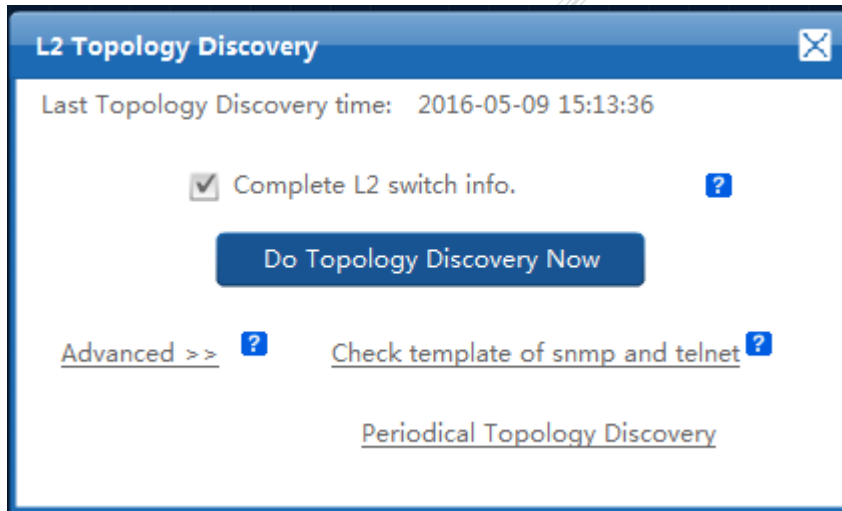 L2 Topology Discovery
Last Topology Discovery time: 2016-05-09 15:13:36
Complete L2 switch info. ?
Do Topology Discovery Now
Advanced >> ? Check template of snmp and telnet ?
Periodical Topology Discovery